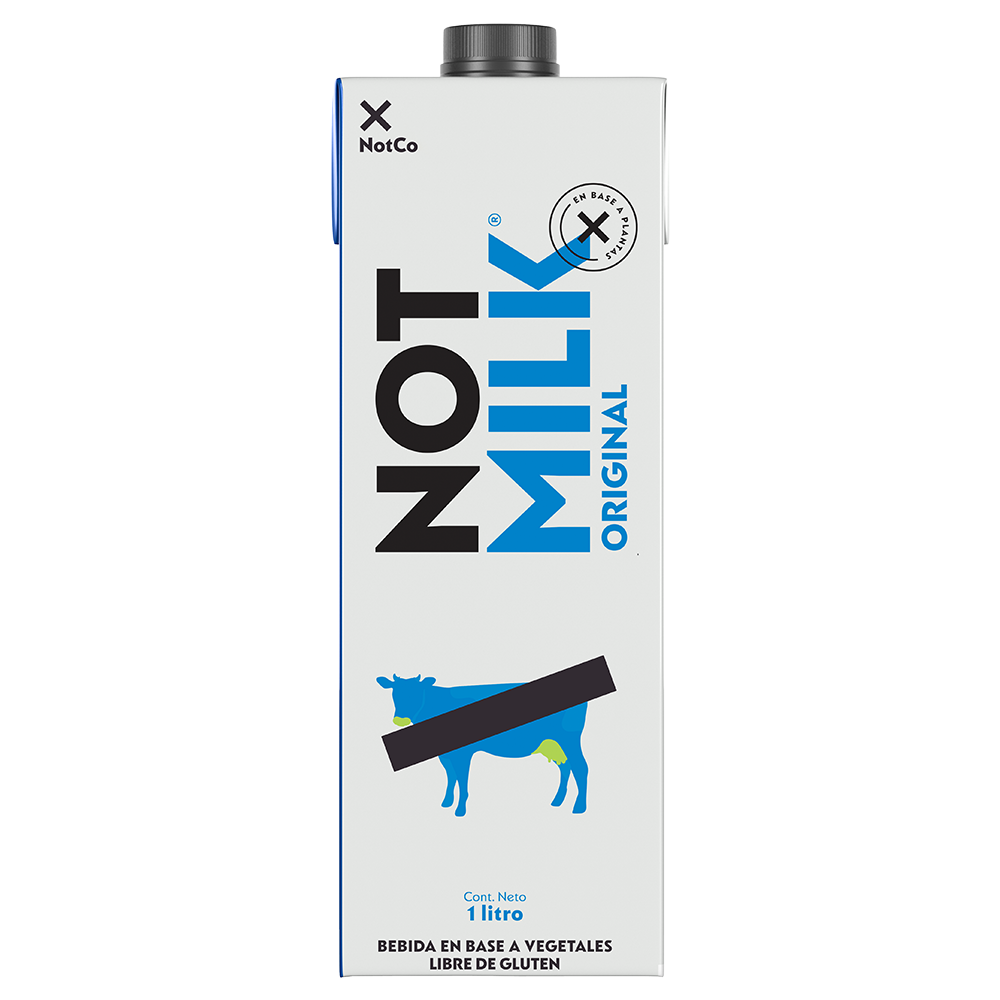 NotCo
EN BASE A PLANTAS
NOT
MILK®
ORIGINAL
Cont. Neto
1 litro
BEBIDA EN BASE A VEGETALES
LIBRE DE GLUTEN